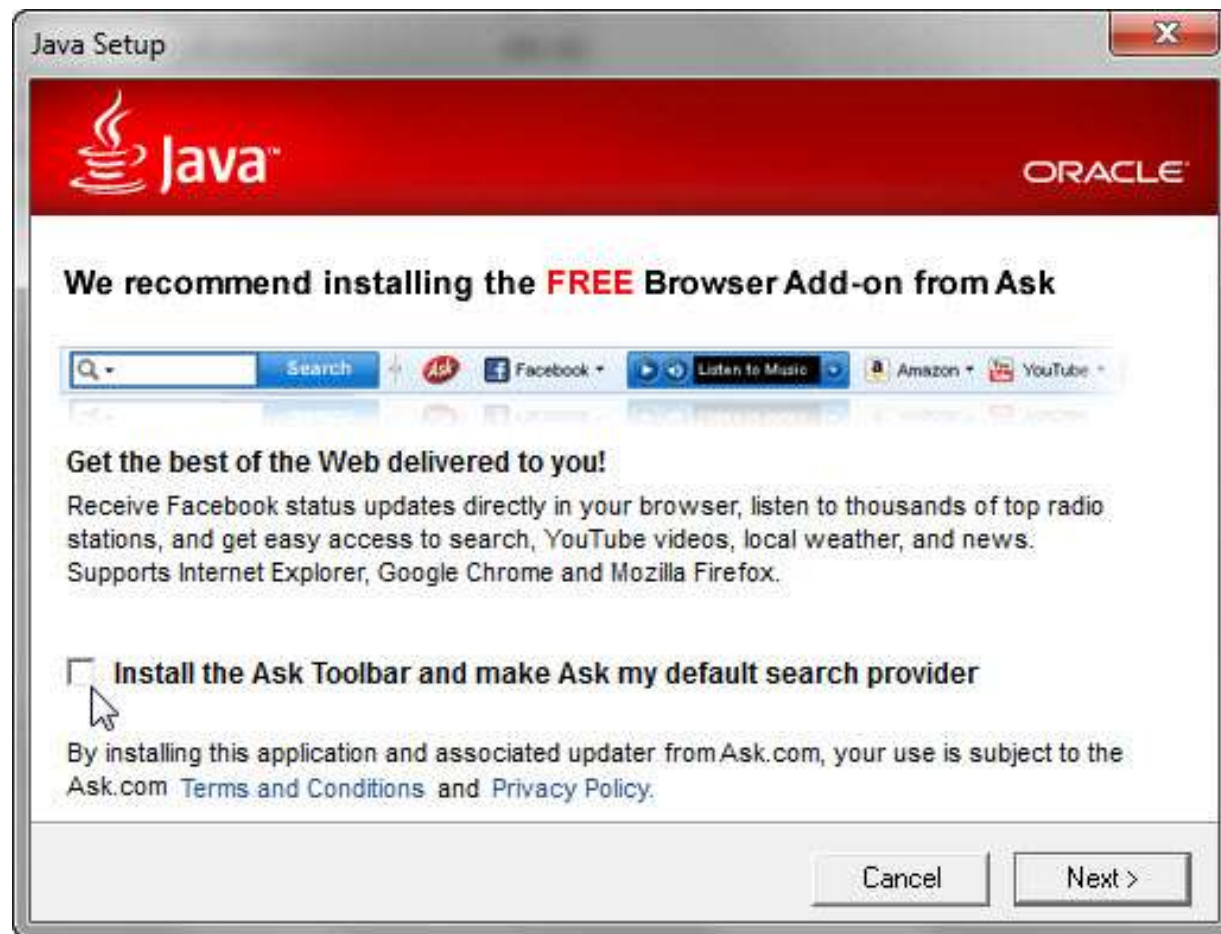 Java Setup
Java™
ORACLE
We recommend installing the FREE Browser Add-on from Ask
Search Ask Facebook Listen to Music a Amazon You Tube YouTube
Get the best of the Web delivered to you!
Receive Facebook status updates directly in your browser, listen to thousands of top radio
stations, and get easy access to search, YouTube videos, local weather, and news.
Supports Internet Explorer, Google Chrome and Mozilla Firefox.
Install the Ask Toolbar and make Ask my default search provider
By installing this application and associated updater from Ask.com, your use is subject to the
Ask.com Terms and Conditions and Privacy Policy.
Cancel Next >